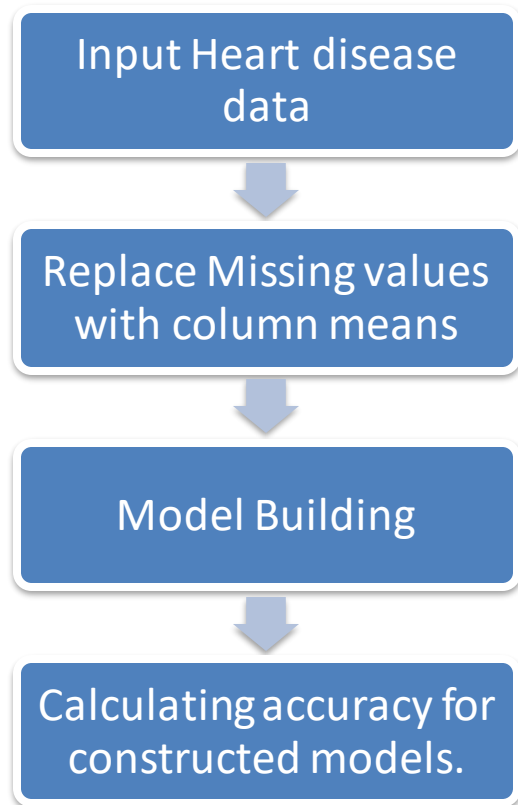 Input Heart disease
data
Replace Missing values
with column means
Model Building
Calculating accuracy for
constructed models.